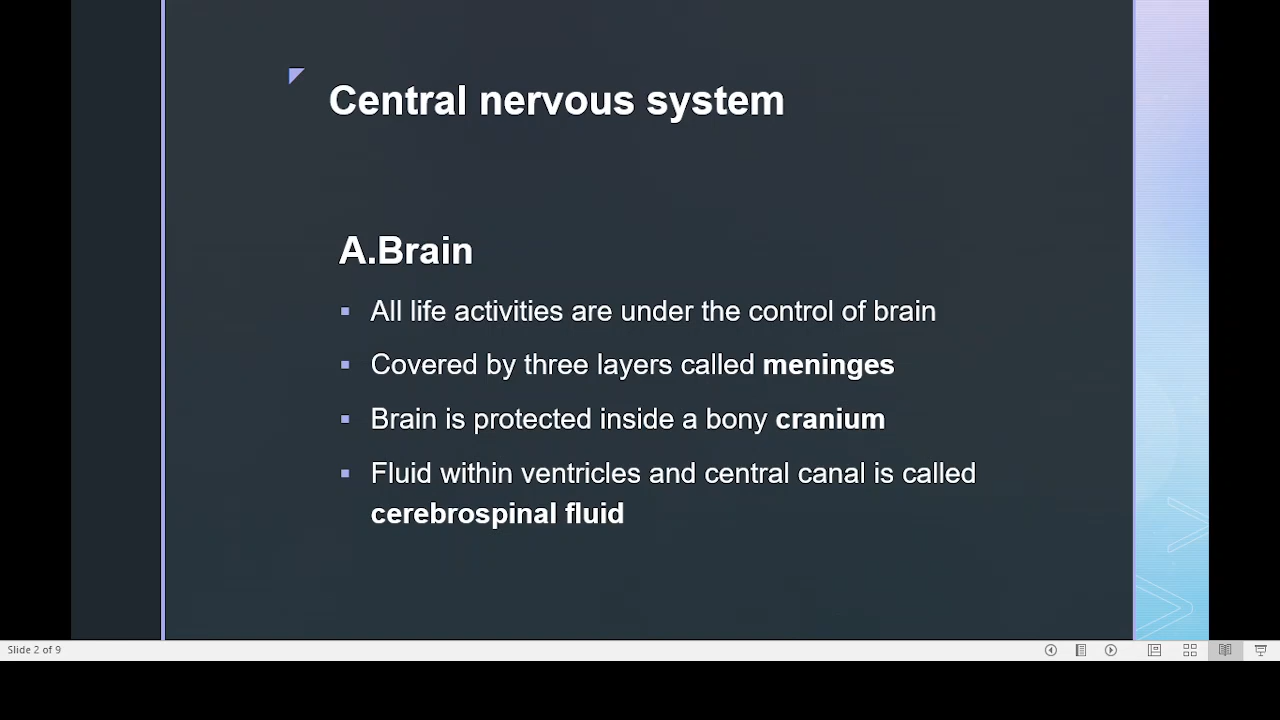 Central nervous system
A.Brain
▪ All life activities are under the control of brain
▪ Covered by three layers called meninges
▪ Brain is protected inside a bony cranium
▪ Fluid within ventricles and central canal is called
cerebrospinal fluid
Slide 2 of 9